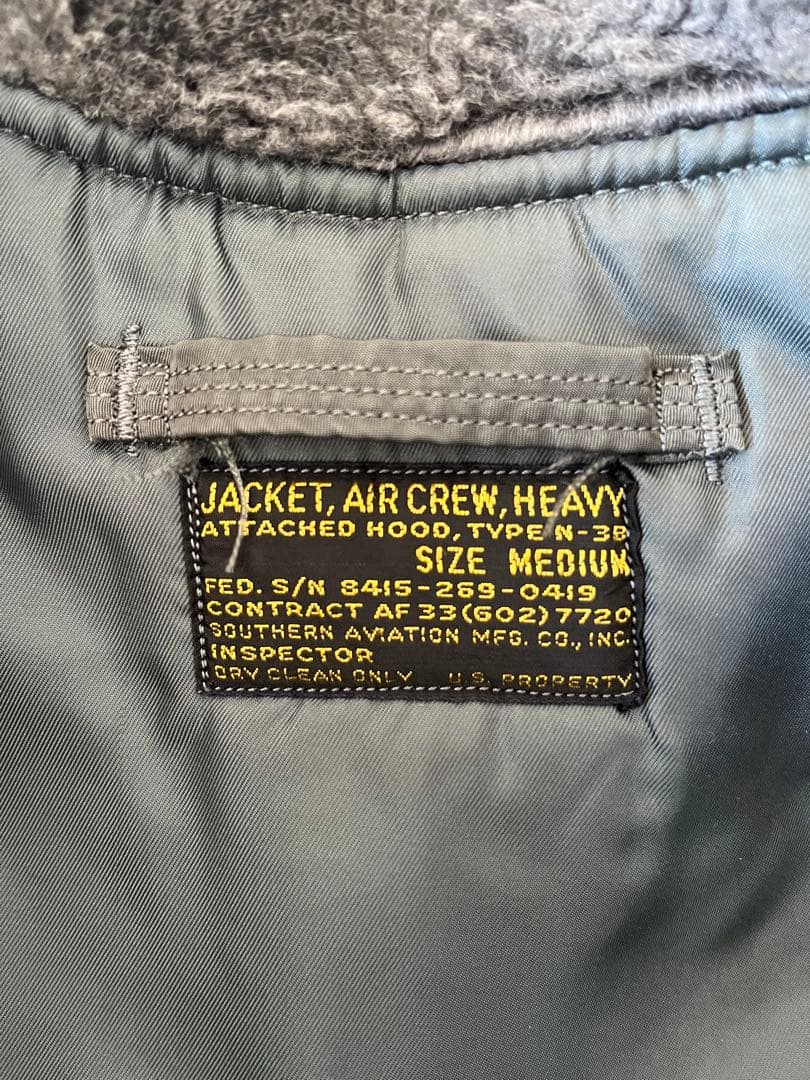 JACKET, AIR CREW, HEAVY
ATTACHED HOOD, TYPE N-3B
SIZE MEDIUM
FED. S/N 8415-269-0419
CONTRACT AF 33(602)7720
SOUTHERN AVIATION MFG. CO., INC.
INSPECTOR
DRY CLEAN ONLY U.S. PROPERTY